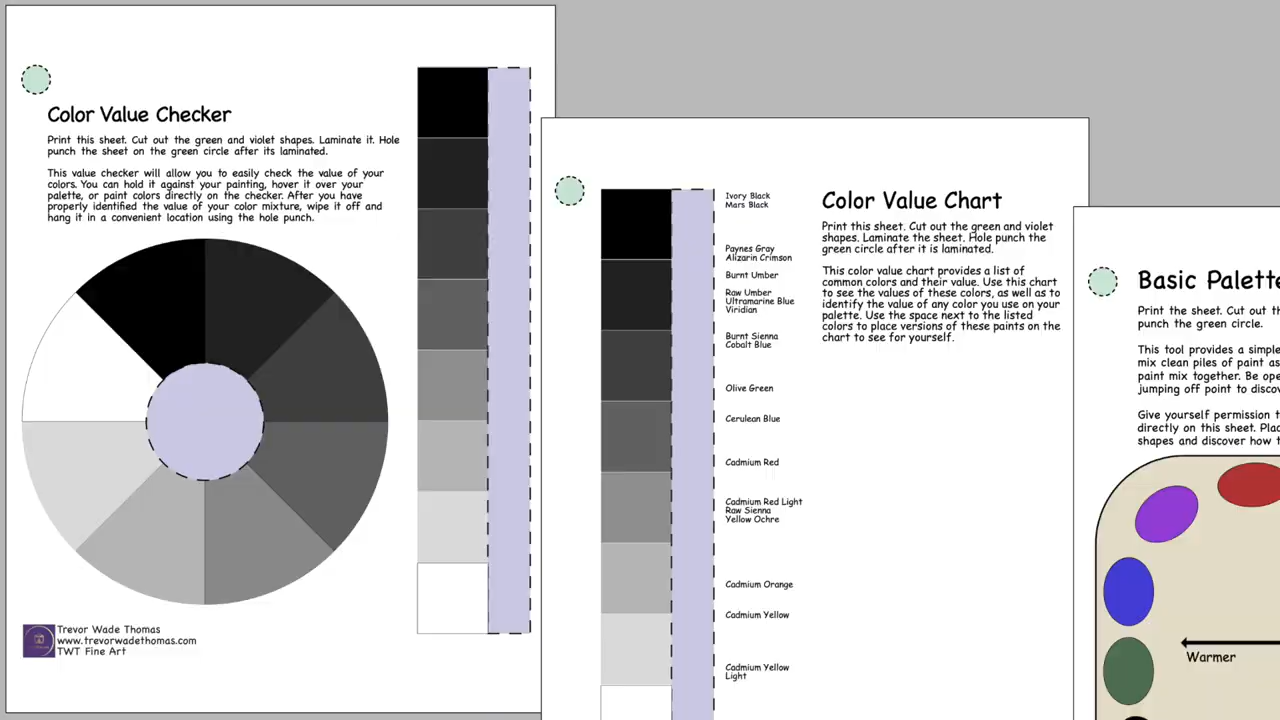 Color Value Checker
Print this sheet. Cut out the green and violet shapes. Laminate it. Hole
punch the sheet on the green circle after its laminated.
This value checker will allow you to easily check the value of your
colors. You can hold it against your painting, hover it over your
palette, or paint colors directly on the checker. After you have
properly identified the value of your color mixture, wipe it off and
hang it in a convenient location using the hole punch.
Trevor Wade Thomas
www.trevorwadethomas.com
TWT Fine Art
Ivory Black
Mars Black
Paynes Gray
Alizarin Crimson
Burnt Umber
Raw Umber
Ultramarine Blue
Viridian
Burnt Sienna
Cobalt Blue
Olive Green
Cerulean Blue
Cadmium Red
Cadmium Red Light
Raw Sienna
Yellow Ochre
Cadmium Orange
Cadmium Yellow
Cadmium Yellow
Light
Color Value Chart
Print this sheet. Cut out the green and violet
shapes. Laminate the sheet. Hole punch the
green circle after it is laminated.
This color value chart provides a list of
common colors and their value. Use this chart
to see the values of these colors, as well as to
identify the value of any color you use on your
palette. Use the space next to the listed
colors to place versions of these paints on the
chart to see for yourself.
Basic Palette
Print the sheet. Cut out th
punch the green circle.
This tool provides a simple
mix clean piles of paint as
paint mix together. Be ope
jumping off point to discov
Give yourself permission t
directly on this sheet. Plac
shapes and discover how t
Warmer